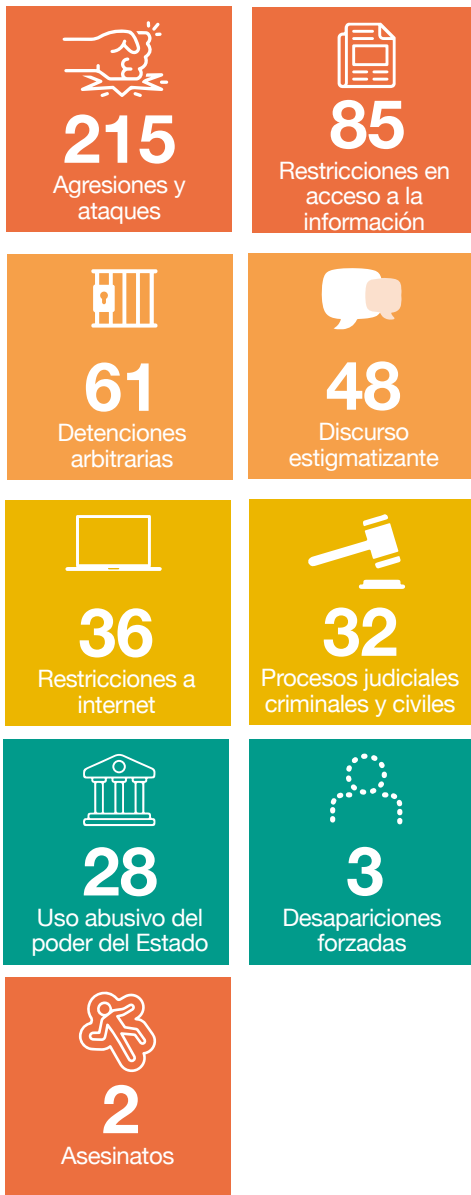 215
Agresiones y
ataques
85
Restricciones en
acceso a la
información
61
Detenciones
arbitrarias
48
Discurso
estigmatizante
36
Restricciones a
internet
32
Procesos judiciales
criminales y civiles
28
Uso abusivo del
poder del Estado
3
Desapariciones
forzadas
2
Asesinatos